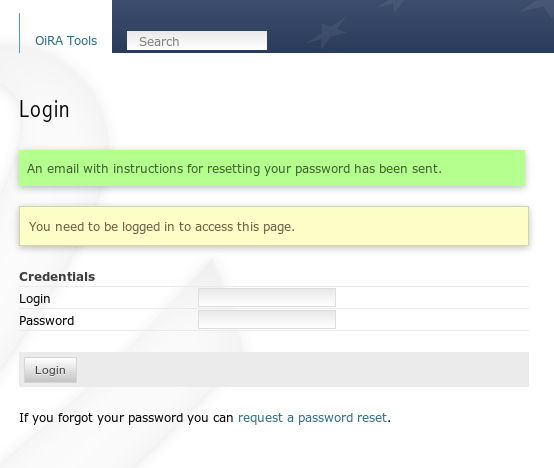 OiRA Tools
Search
Login
An email with instructions for resetting your password has been sent.
You need to be logged in to access this page.
Credentials
Login
Password
Login
If you forgot your password you can request a password reset.